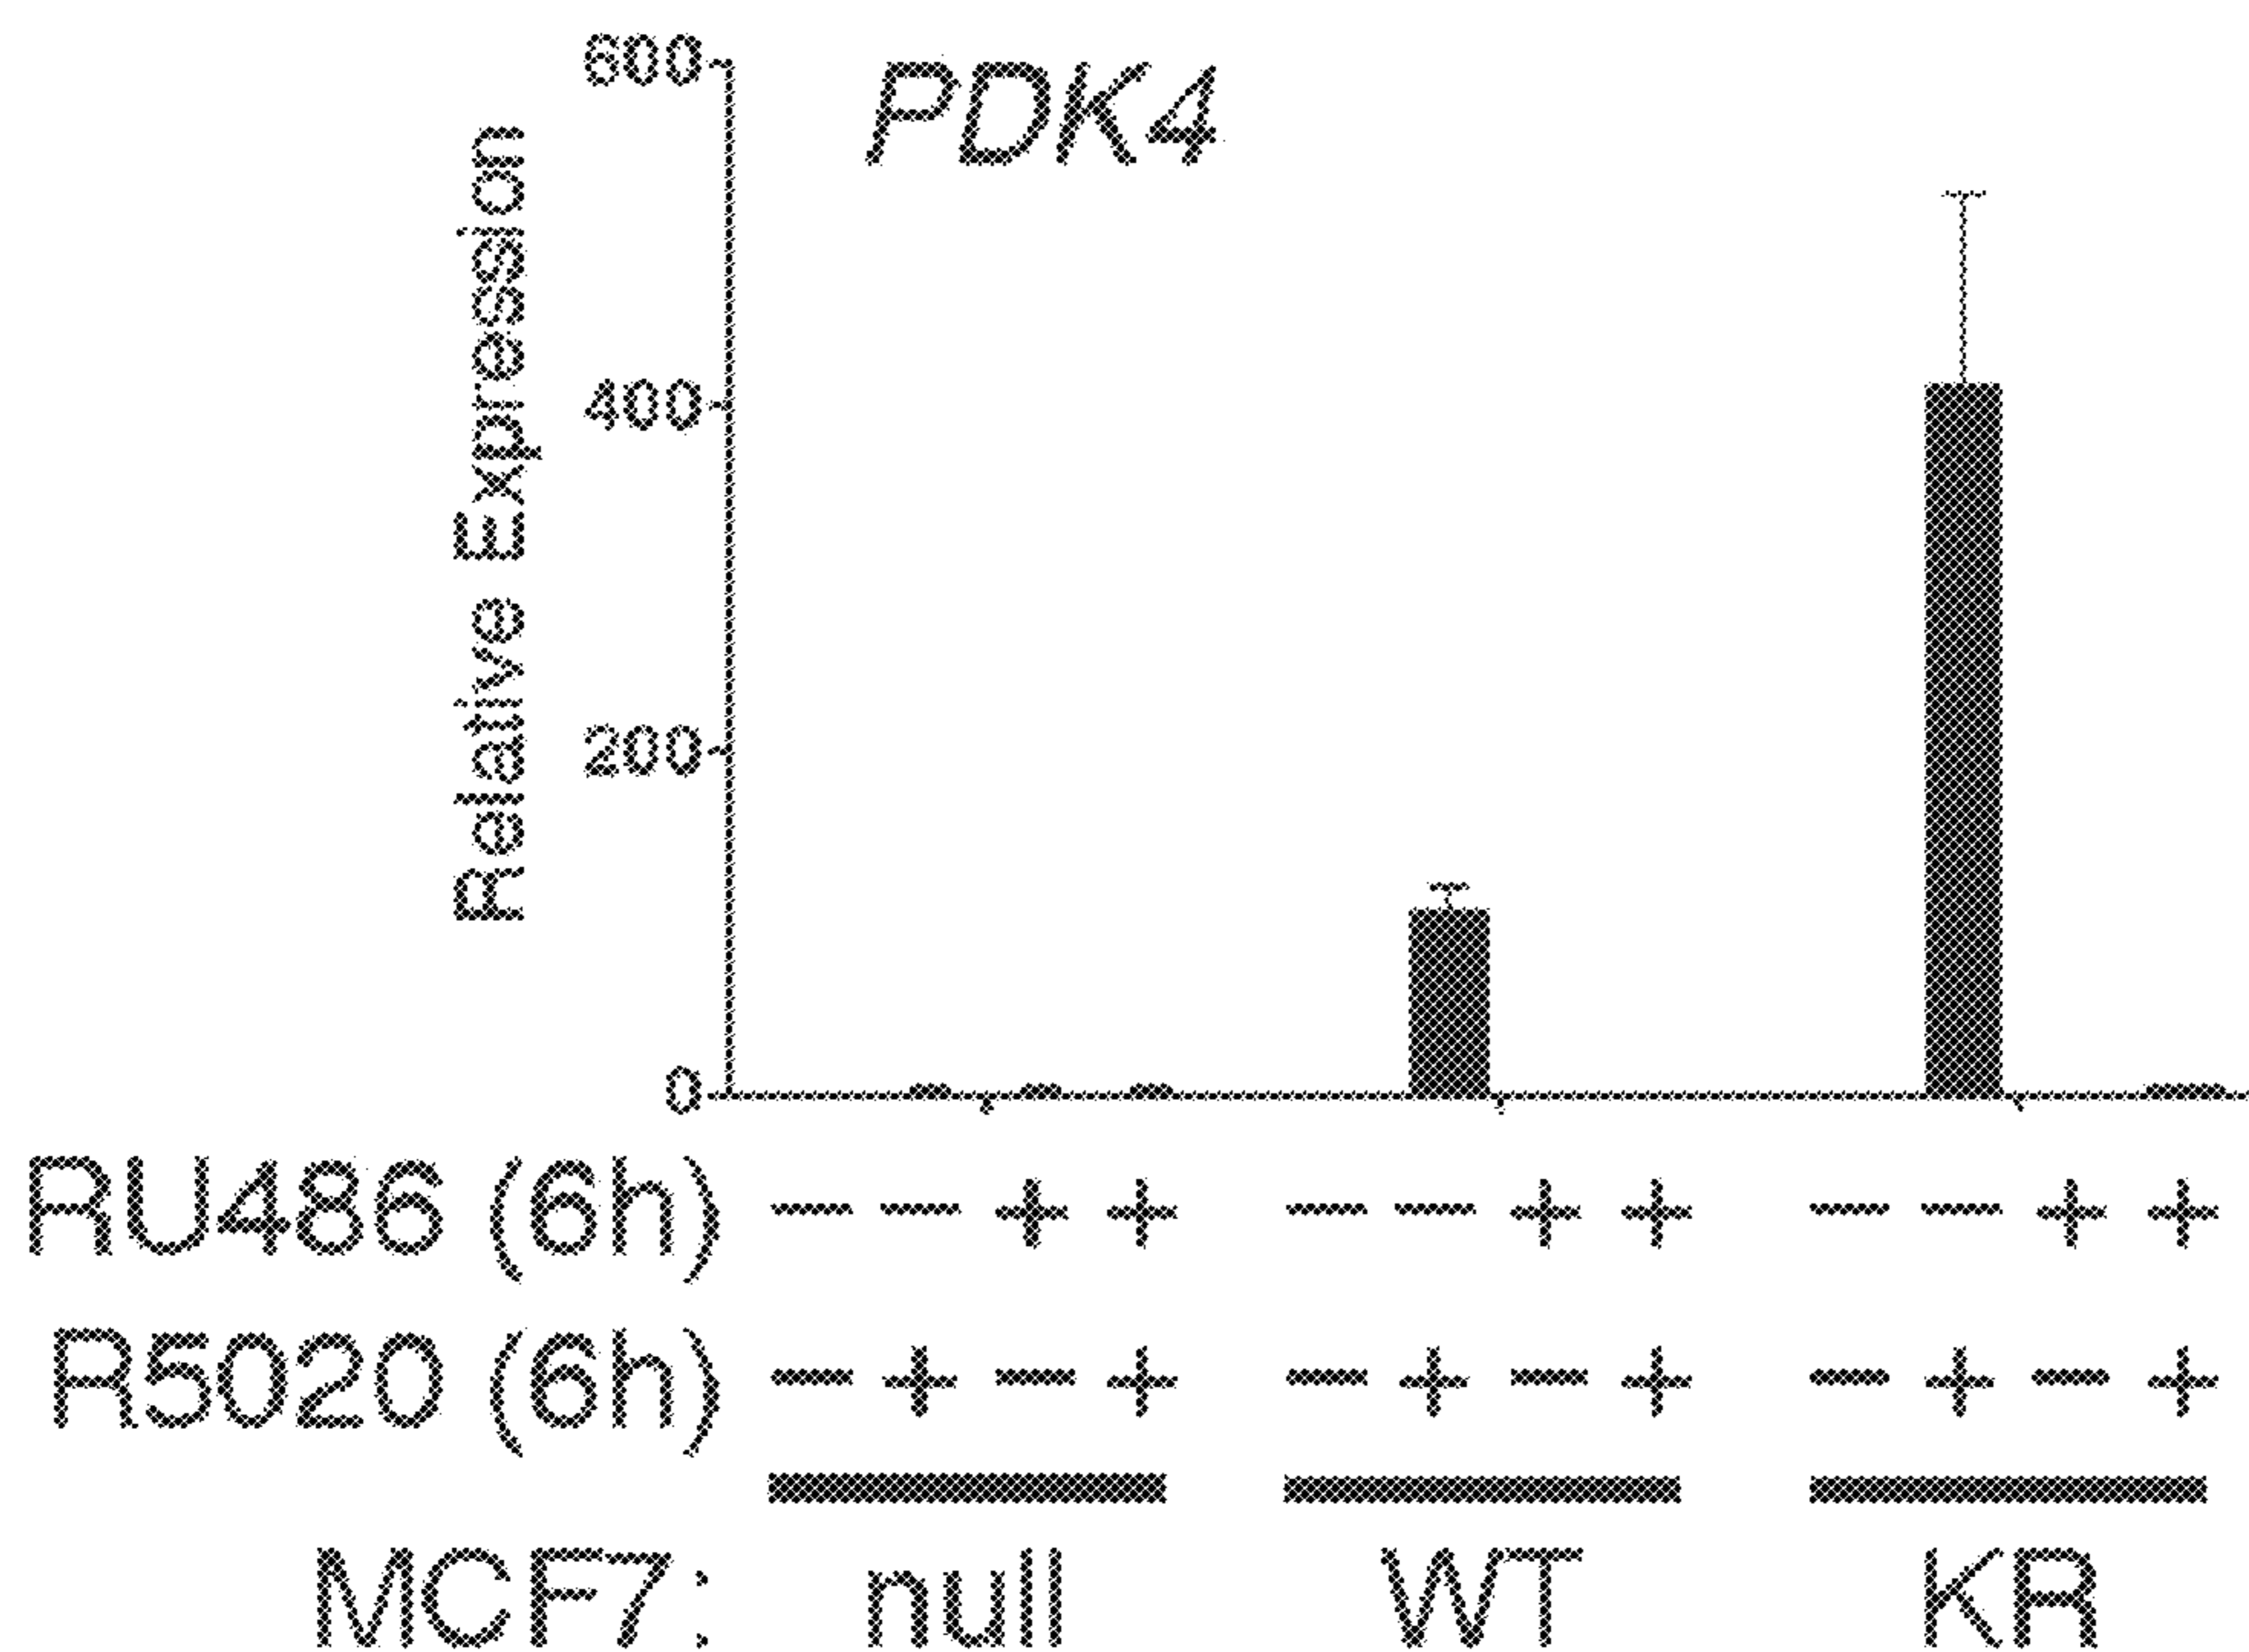 600
PDK4
Relative Expression
400
200
0
RU486 (6h) — — + + — — + + — — + +
R5020 (6h) — + — + — + — + — + — +
MCF7: null WT KR